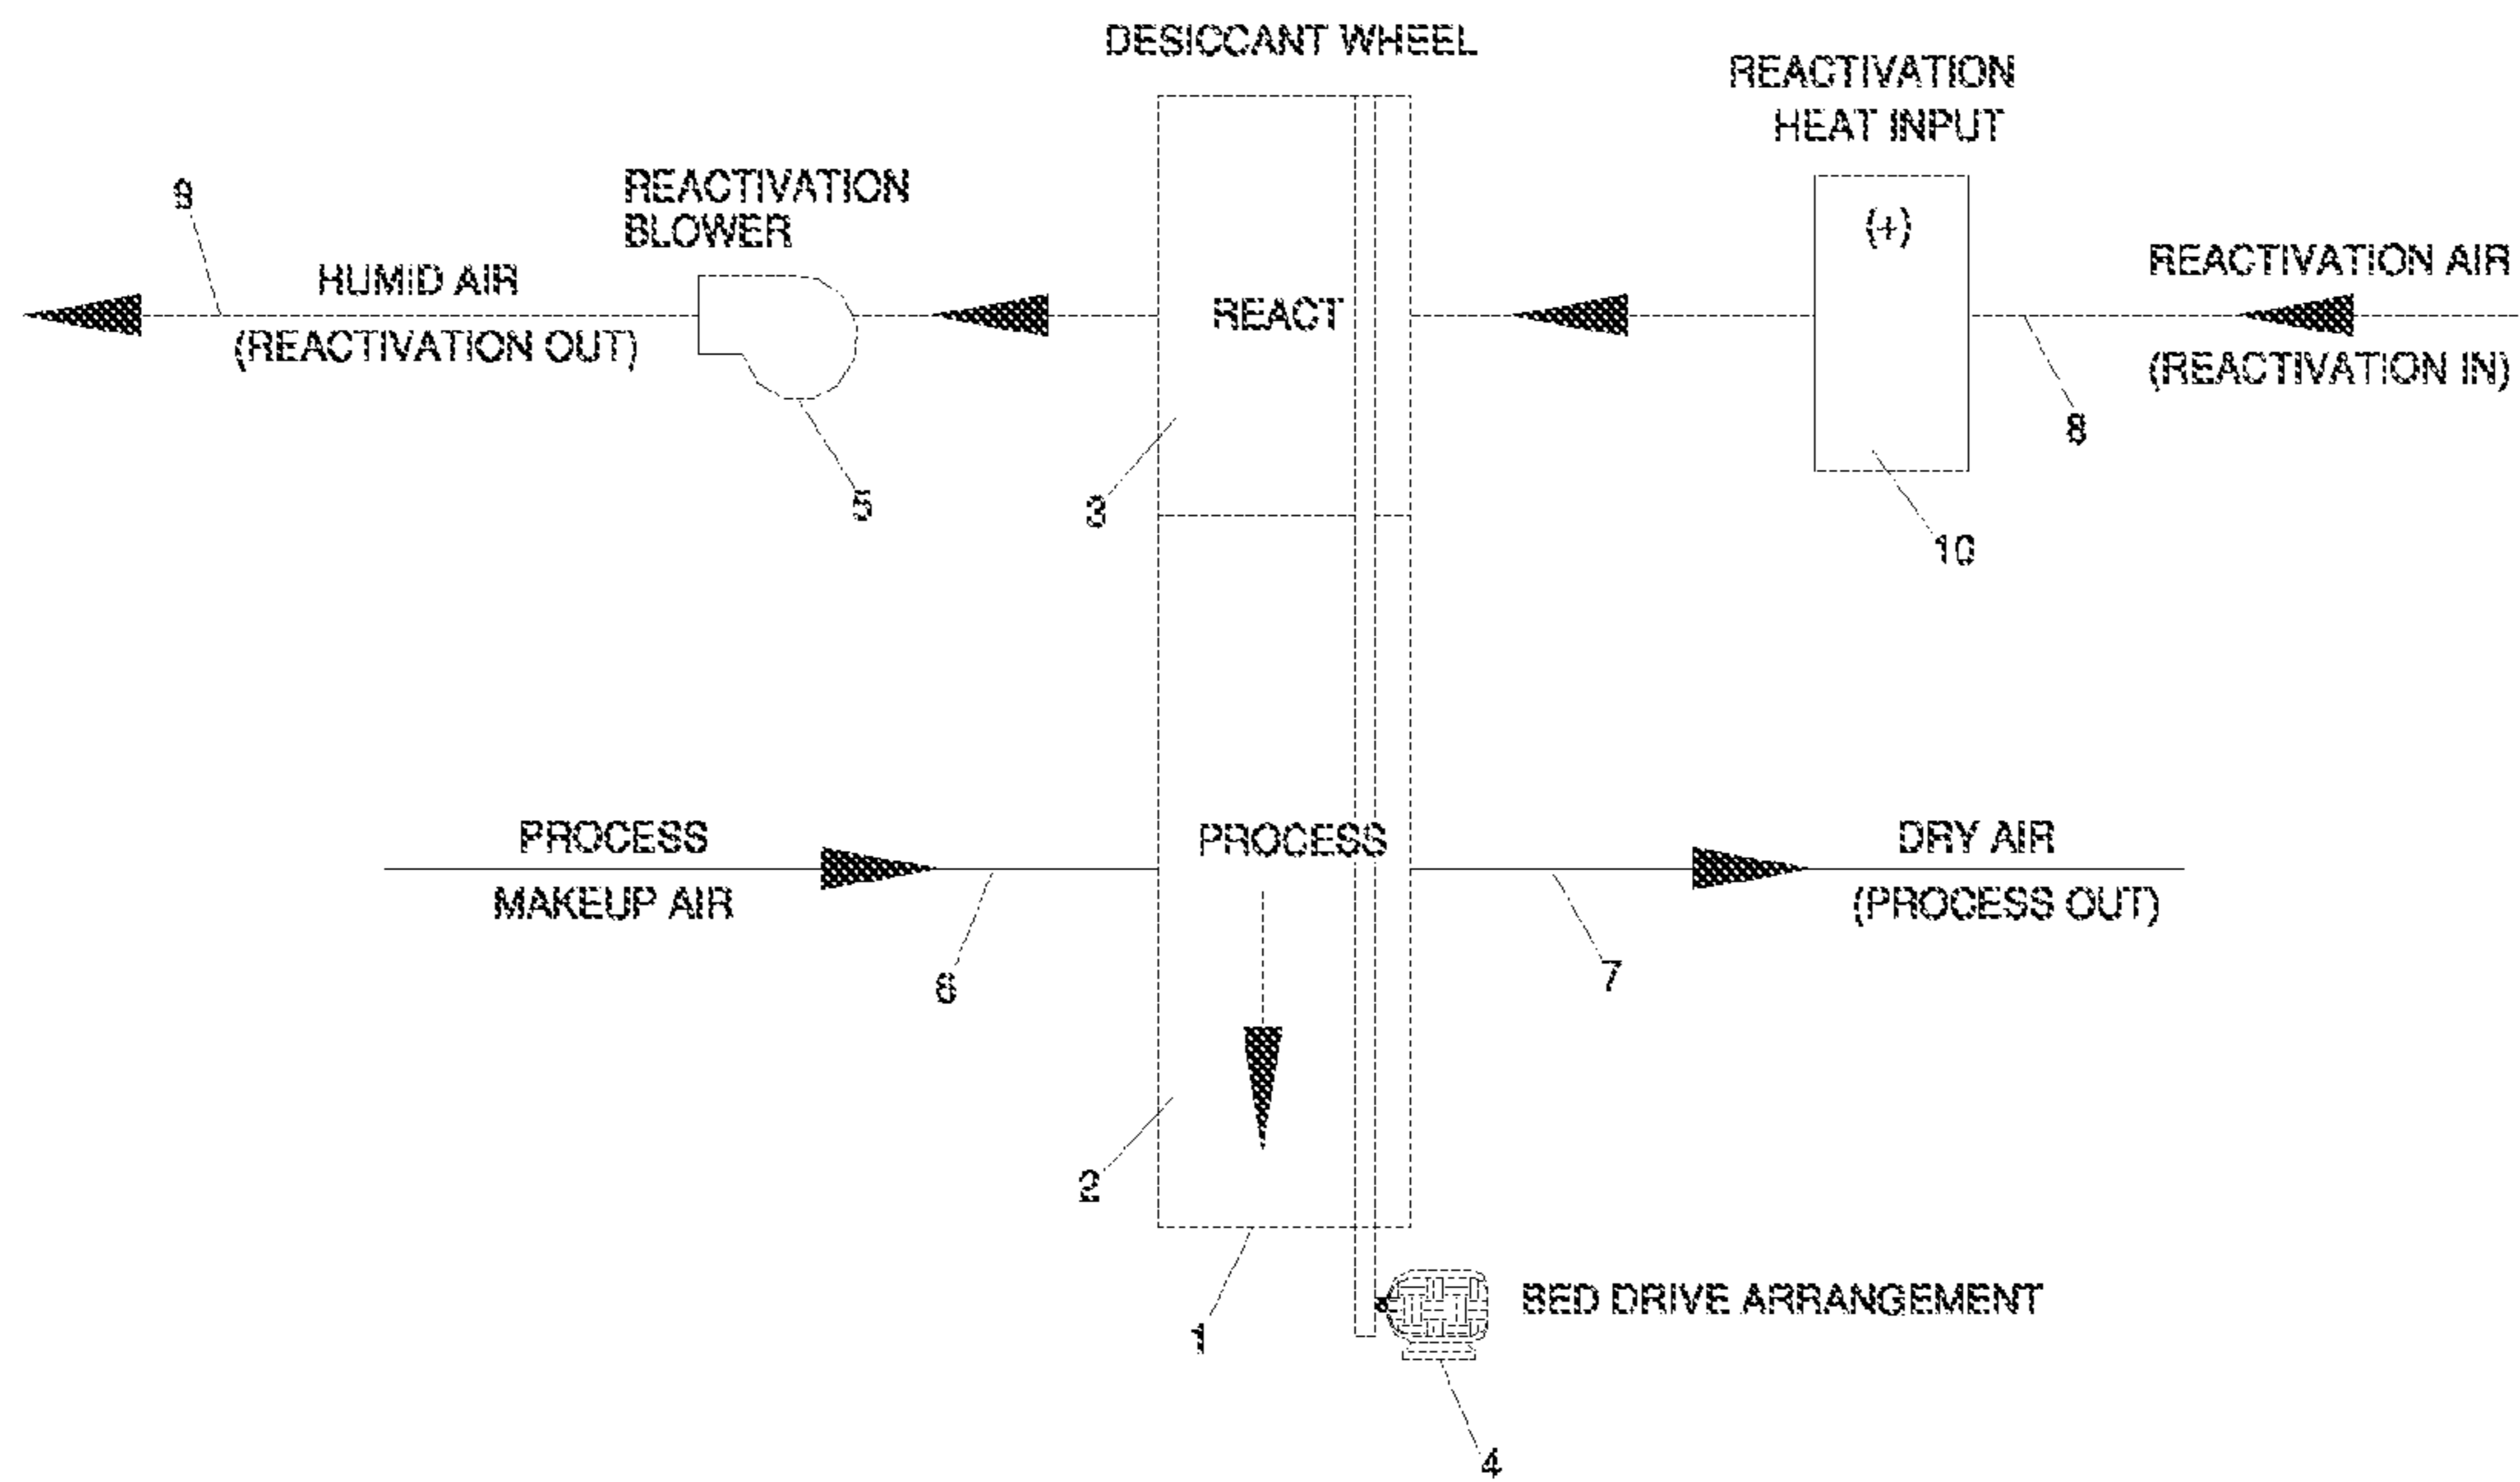 DESICCANT WHEEL
REACTIVATION
HEAT INPUT
(+)
9
REACTIVATION
BLOWER
HUMID AIR
(REACTIVATION OUT)
REACT
REACTIVATION AIR
(REACTIVATION IN)
8
5
3
10
PROCESS
MAKEUP AIR
PROCESS
DRY AIR
(PROCESS OUT)
6
7
2
1
BED DRIVE ARRANGEMENT
4